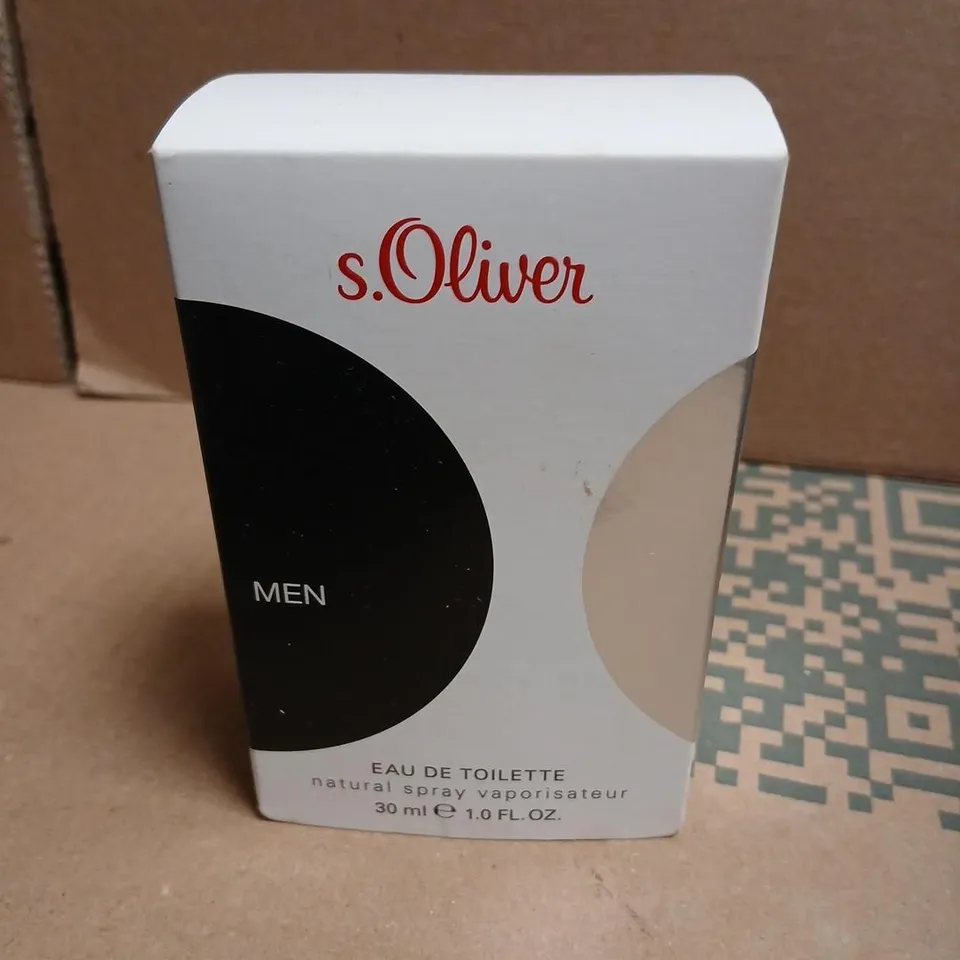 s.Oliver
MEN
EAU DE TOILETTE
natural spray vaporisateur
30 ml ℮ 1.0 FL.OZ.